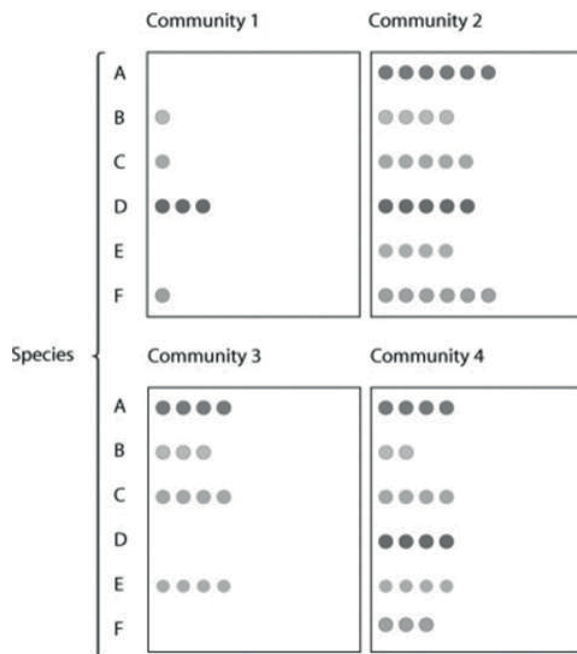 Community 1
Community 2
A
B
C
D
E
F
Species
Community 3
Community 4
A
B
C
D
E
F